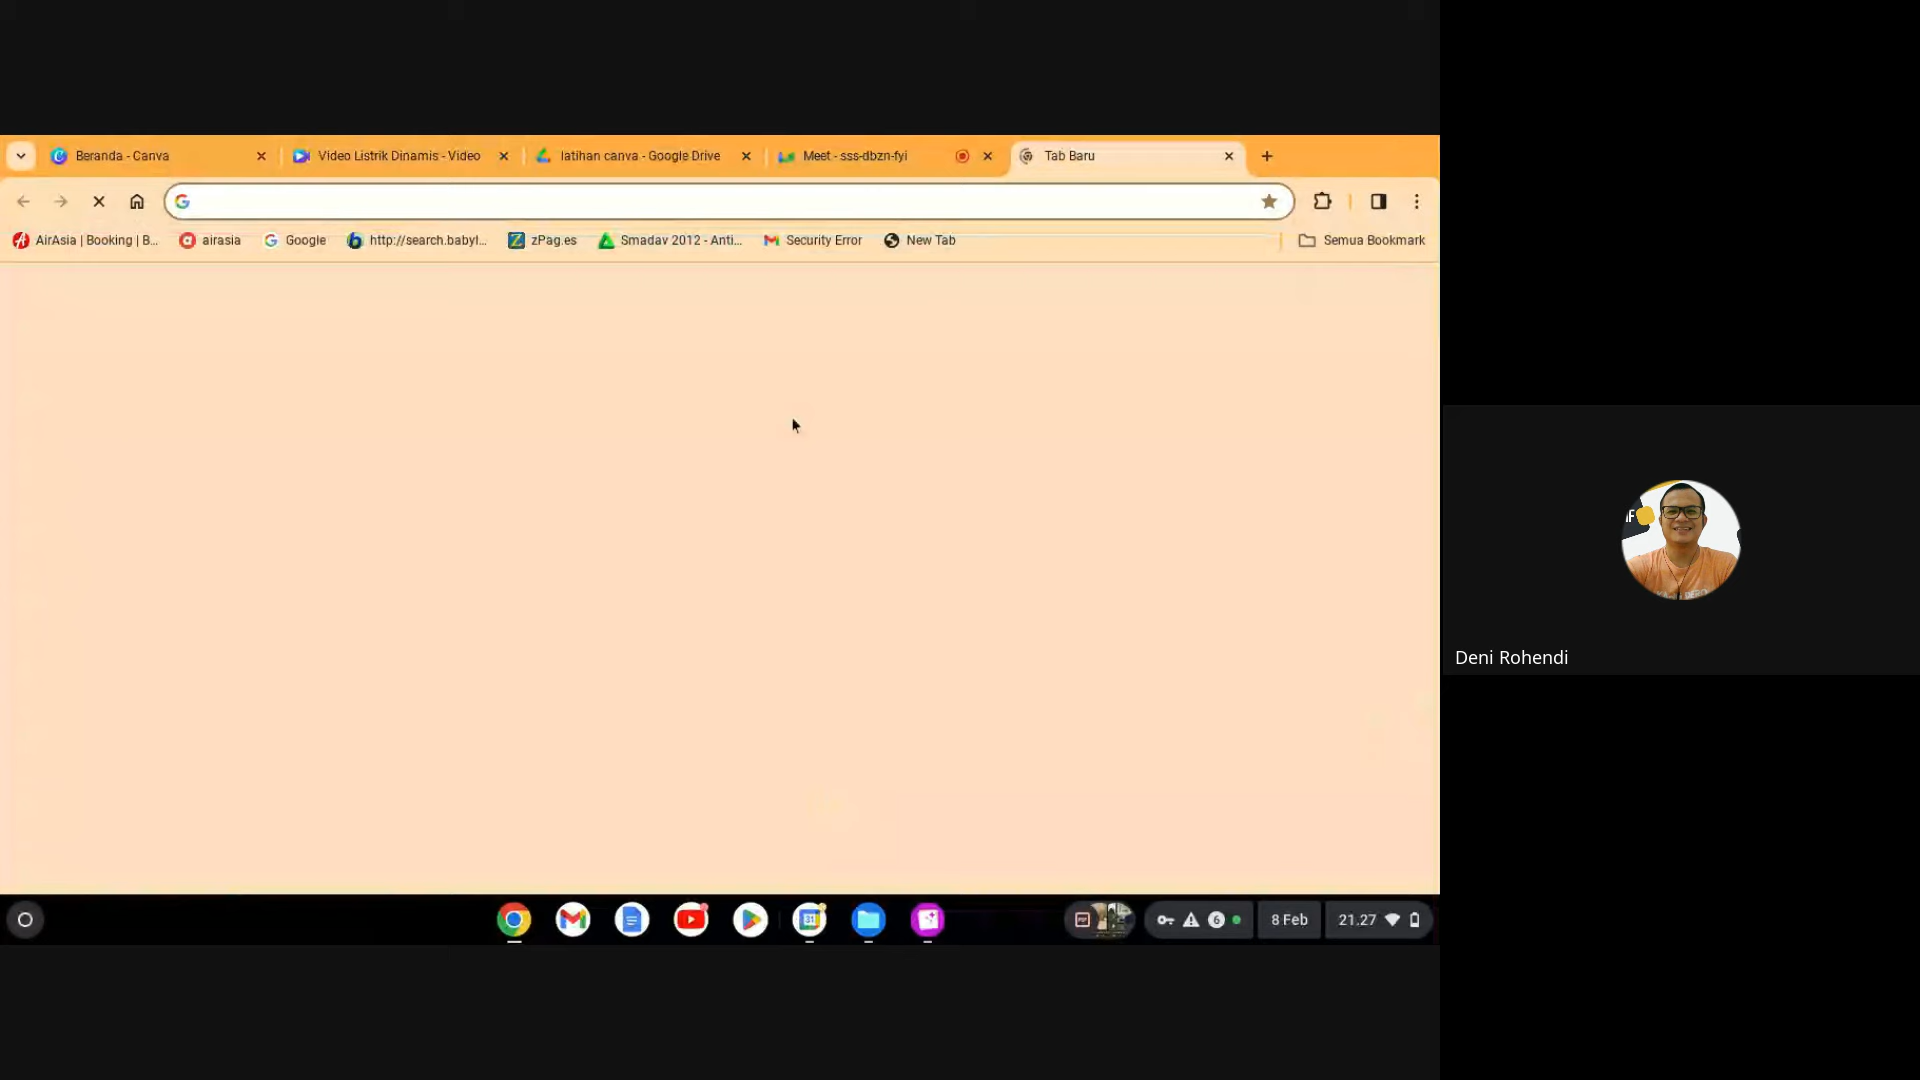 Beranda - Canva
Video Listrik Dinamis - Video
latihan canva - Google Drive
Meet - sss-dbzn-fyi
Tab Baru
AirAsia | Booking | B...
airasia
Google
http://search.babyl...
zPag.es
Smadav 2012 - Anti...
Security Error
New Tab
Semua Bookmark
Deni Rohendi
6
8 Feb
21.27